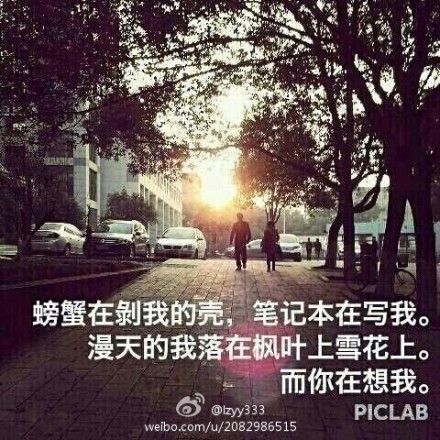 螃蟹在剥我的壳，笔记本在写我。
漫天的我落在枫叶上雪花上。
而你在想我。
PICLAB
@lzyy333
weibo.com/u/2082986515